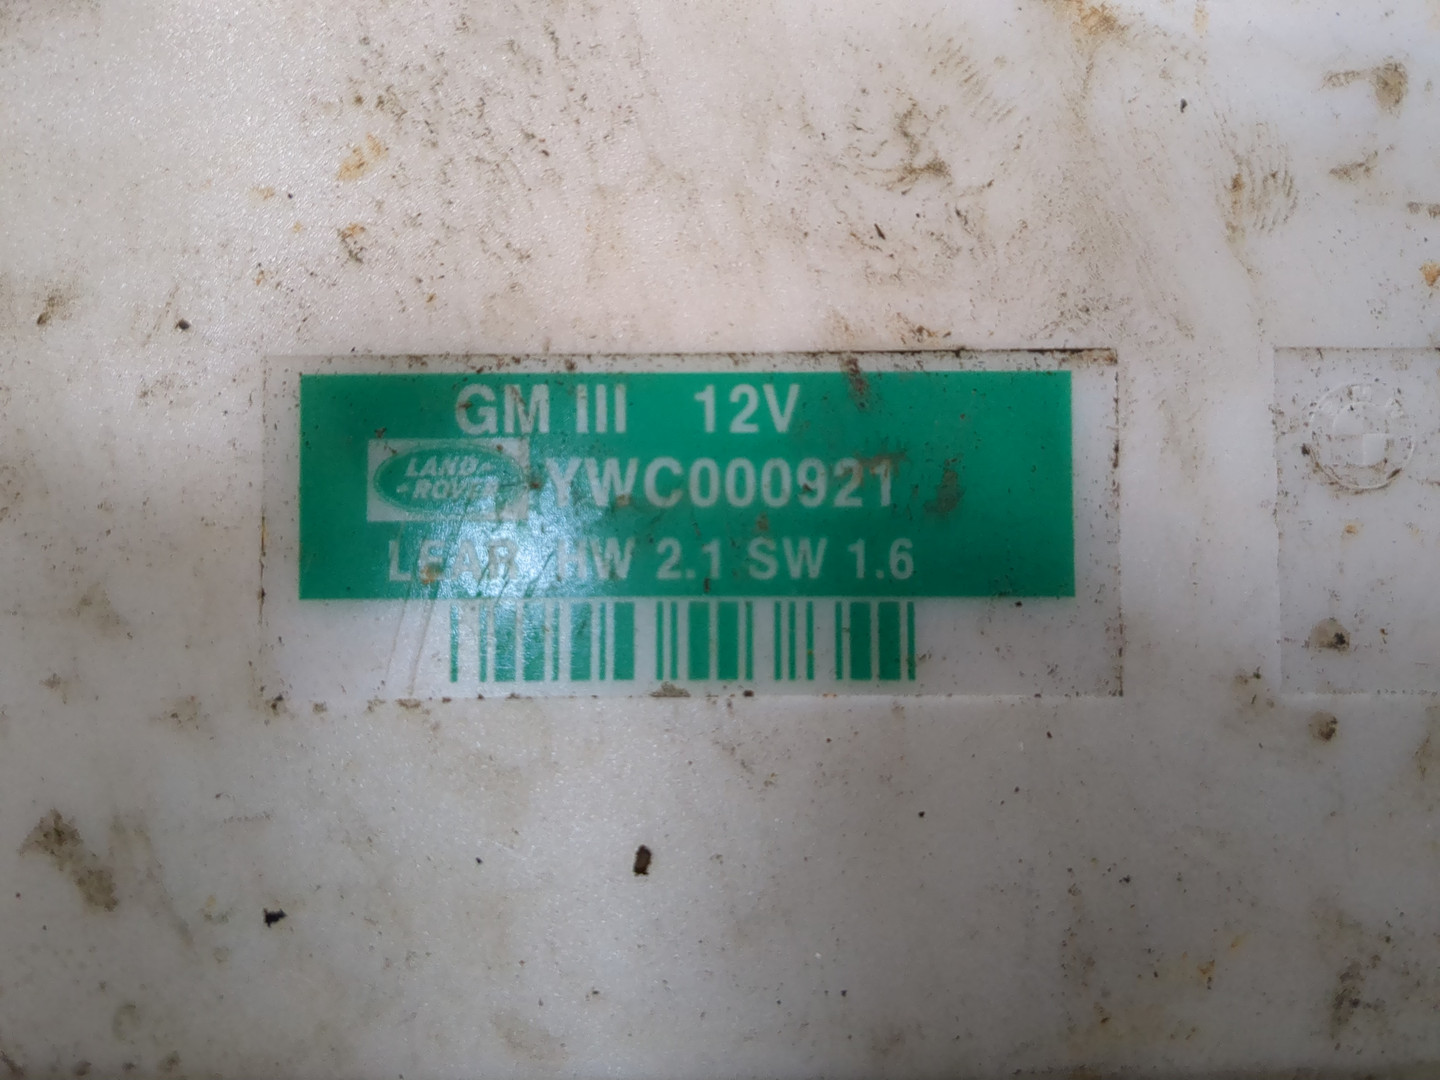 GM III 12V
LAND-
-ROVER
YWC000921
LEAR HW 2.1 SW 1.6